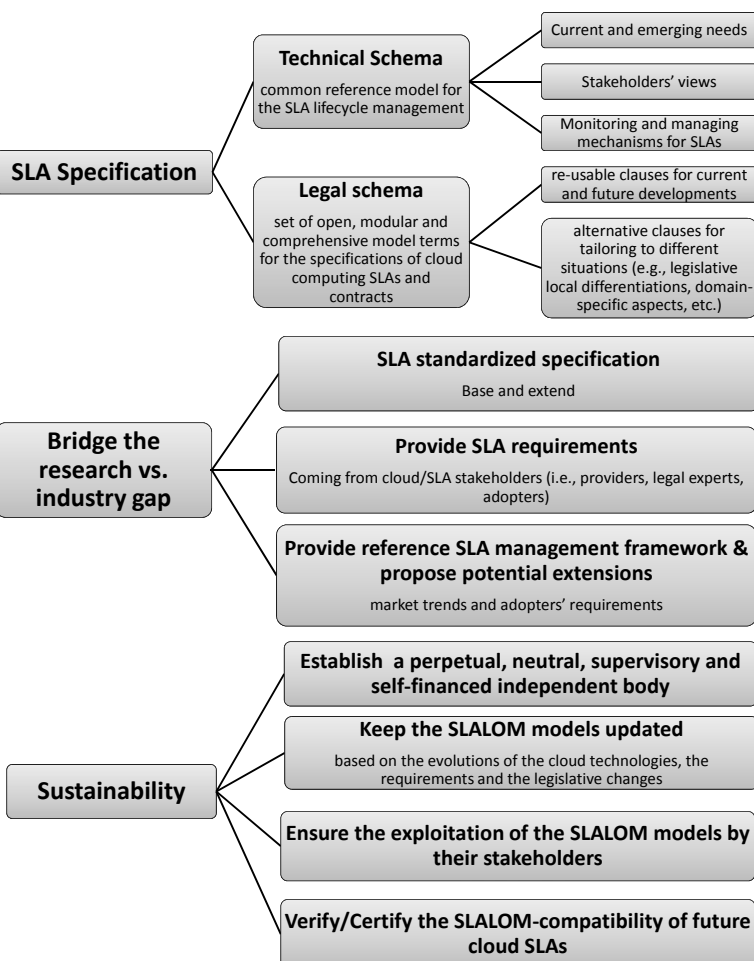 SLA Specification
Technical Schema
common reference model for
the SLA lifecycle management
Current and emerging needs
Stakeholders' views
Monitoring and managing
mechanisms for SLAs
Legal schema
set of open, modular and
comprehensive model terms
for the specifications of cloud
computing SLAs and
contracts
re-usable clauses for current
and future developments
alternative clauses for
tailoring to different
situations (e.g., legislative
local differentiations, domain-
specific aspects, etc.)
Bridge the
research vs.
industry gap
SLA standardized specification
Base and extend
Provide SLA requirements
Coming from cloud/SLA stakeholders (i.e., providers, legal experts,
adopters)
Provide reference SLA management framework &
propose potential extensions
market trends and adopters' requirements
Sustainability
Establish a perpetual, neutral, supervisory and
self-financed independent body
Keep the SLALOM models updated
based on the evolutions of the cloud technologies, the
requirements and the legislative changes
Ensure the exploitation of the SLALOM models by
their stakeholders
Verify/Certify the SLALOM-compatibility of future
cloud SLAs